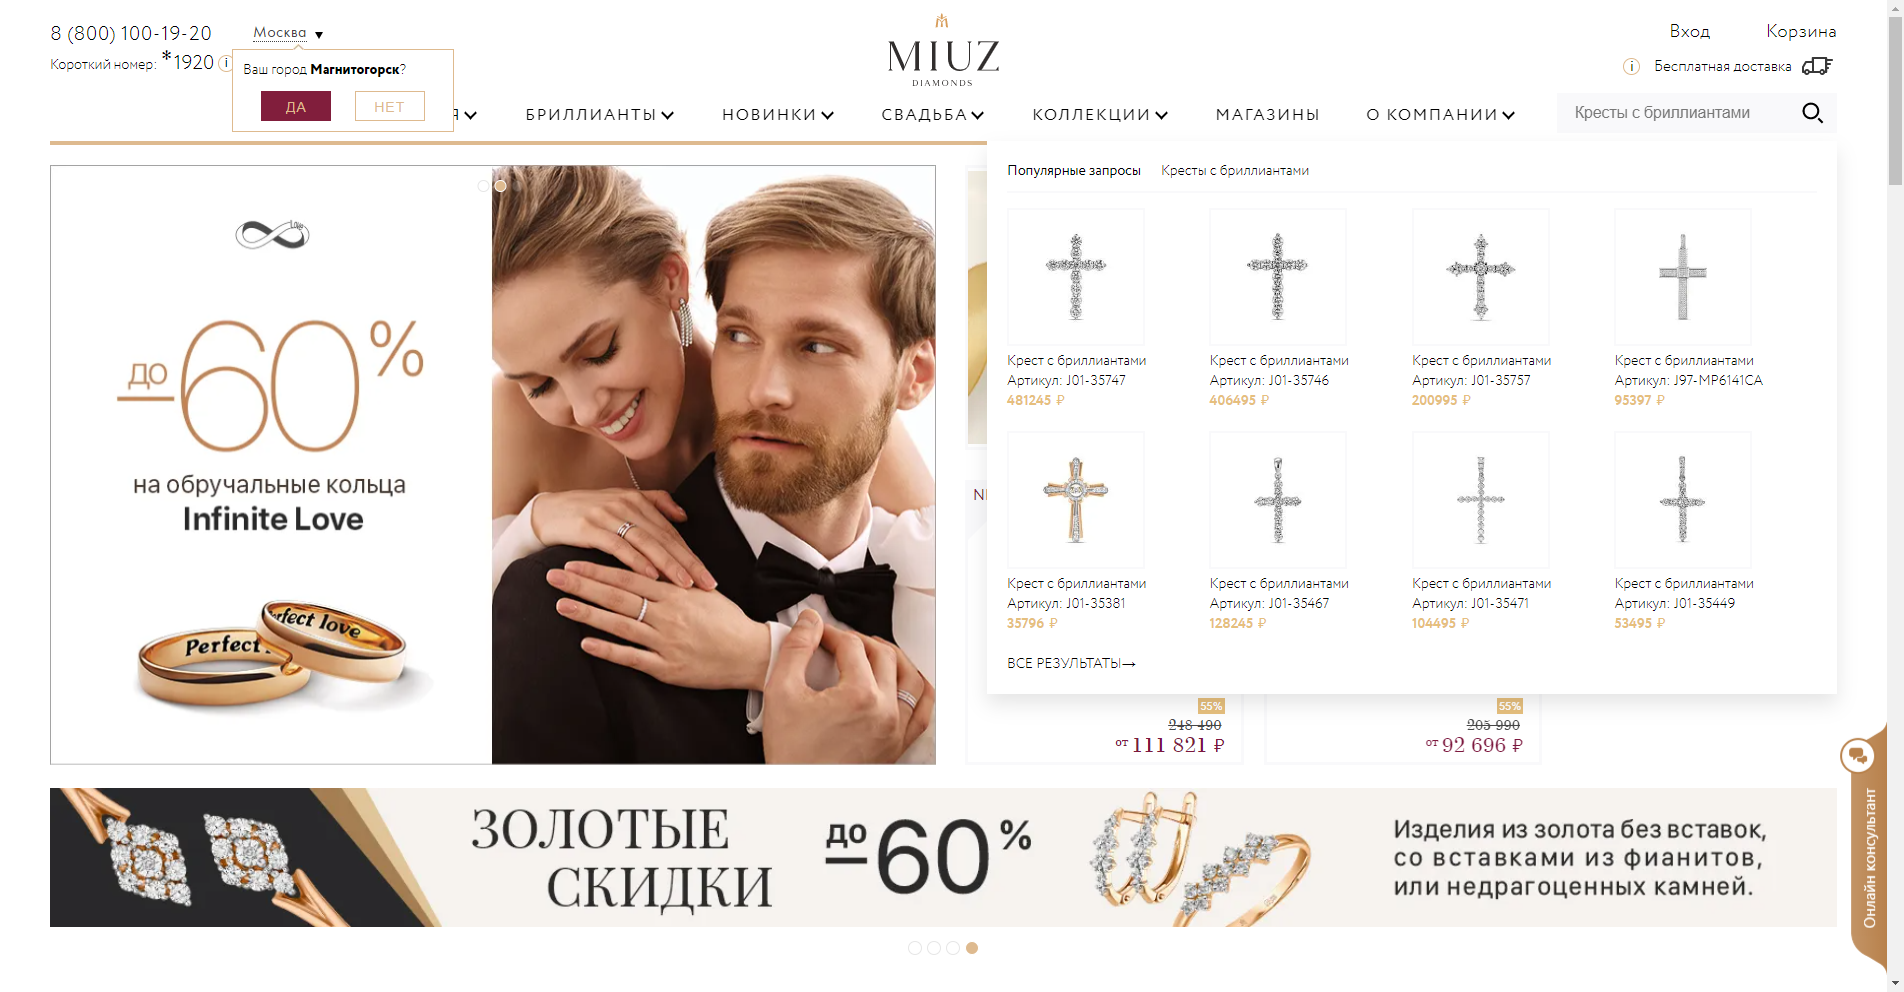 8 (800) 100-19-20
Москва ▼
Короткий номер: *1920
Ваш город Магнитогорск?
ДА
НЕТ
MIUZ
DIAMONDS
Вход
Корзина
Бесплатная доставка
Я
БРИЛЛИАНТЫ
НОВИНКИ
СВАДЬБА
КОЛЛЕКЦИИ
МАГАЗИНЫ
О КОМПАНИИ
Кресты с бриллиантами
Популярные запросы
Кресты с бриллиантами
Крест с бриллиантами
Артикул: J01-35747
481245 ₽
Крест с бриллиантами
Артикул: J01-35746
406495 ₽
Крест с бриллиантами
Артикул: J01-35757
200995 ₽
Крест с бриллиантами
Артикул: J97-MP6141CA
95397 ₽
Крест с бриллиантами
Артикул: J01-35381
35796 ₽
Крест с бриллиантами
Артикул: J01-35467
128245 ₽
Крест с бриллиантами
Артикул: J01-35471
104495 ₽
Крест с бриллиантами
Артикул: J01-35449
53495 ₽
ВСЕ РЕЗУЛЬТАТЫ→
Love
до
60%
на обручальные кольца
Infinite Love
Perfect
rfect love
55%
248 490
от 111 821 ₽
55%
205 990
от 92 696 ₽
ЗОЛОТЫЕ
СКИДКИ
до
60%
Изделия из золота без вставок,
со вставками из фианитов,
или недрагоценных камней.
Онлайн консультант